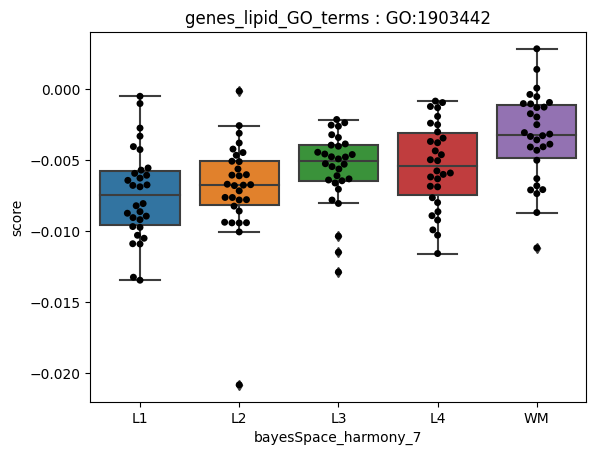 genes_lipid_GO_terms : GO:1903442
0.000
−0.005
−0.010
−0.015
−0.020
score
L1 L2 L3 L4 WM
bayesSpace_harmony_7